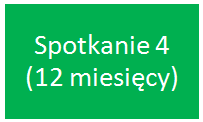 Spotkanie 4
(12 miesięcy)